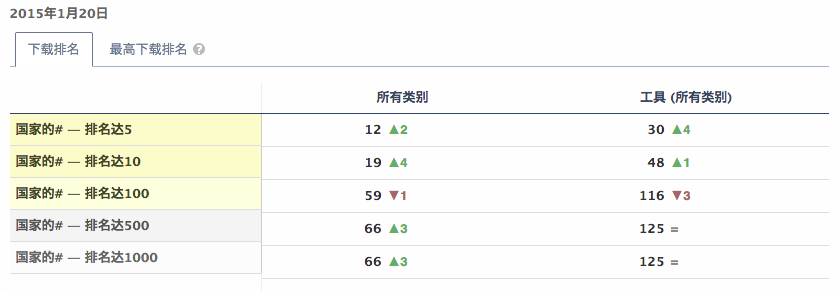 2015年1月20日
下载排名 最高下载排名 ?
所有类别 工具 (所有类别)
国家的# — 排名达5 12 ▲2 30 ▲4
国家的# — 排名达10 19 ▲4 48 ▲1
国家的# — 排名达100 59 ▼1 116 ▼3
国家的# — 排名达500 66 ▲3 125 =
国家的# — 排名达1000 66 ▲3 125 =